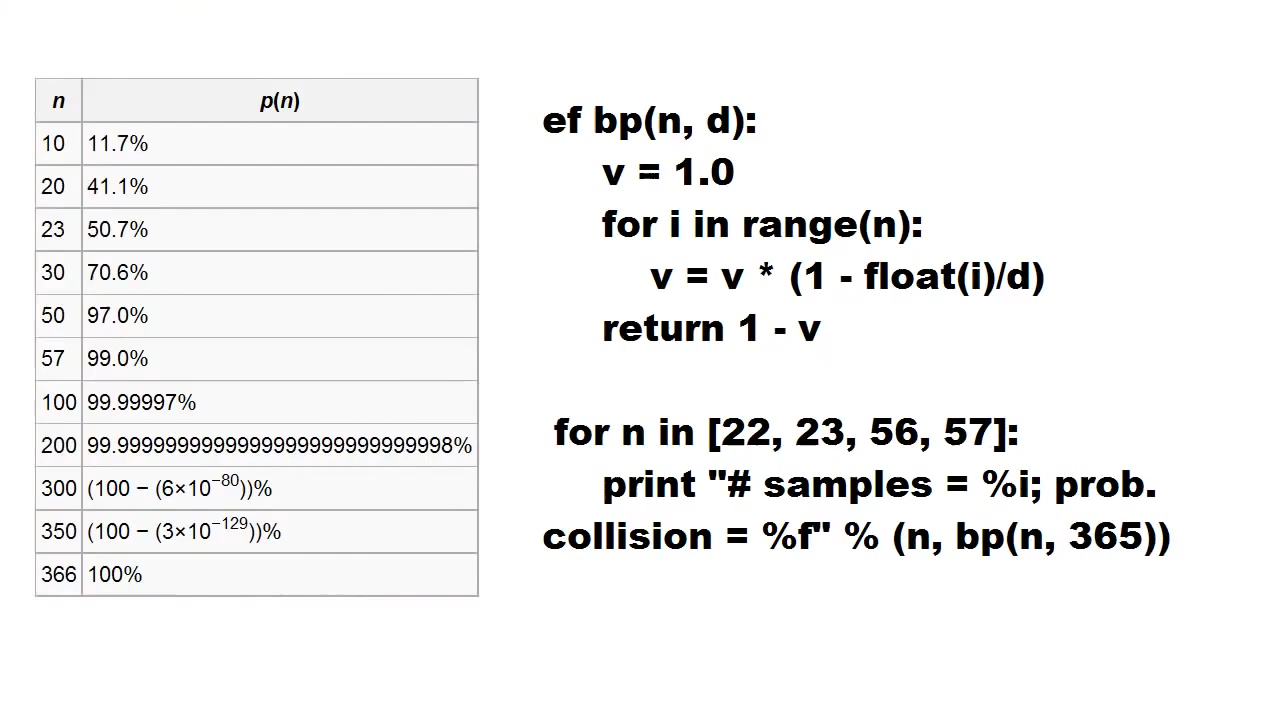 n p(n)
10 11.7%
20 41.1%
23 50.7%
30 70.6%
50 97.0%
57 99.0%
100 99.99997%
200 99.9999999999999999999999999998%
300 (100 − (6×10⁻⁸⁰))%
350 (100 − (3×10⁻¹²⁹))%
366 100%
ef bp(n, d):
v = 1.0
for i in range(n):
v = v * (1 - float(i)/d)
return 1 - v
for n in [22, 23, 56, 57]:
print "# samples = %i; prob.
collision = %f" % (n, bp(n, 365))